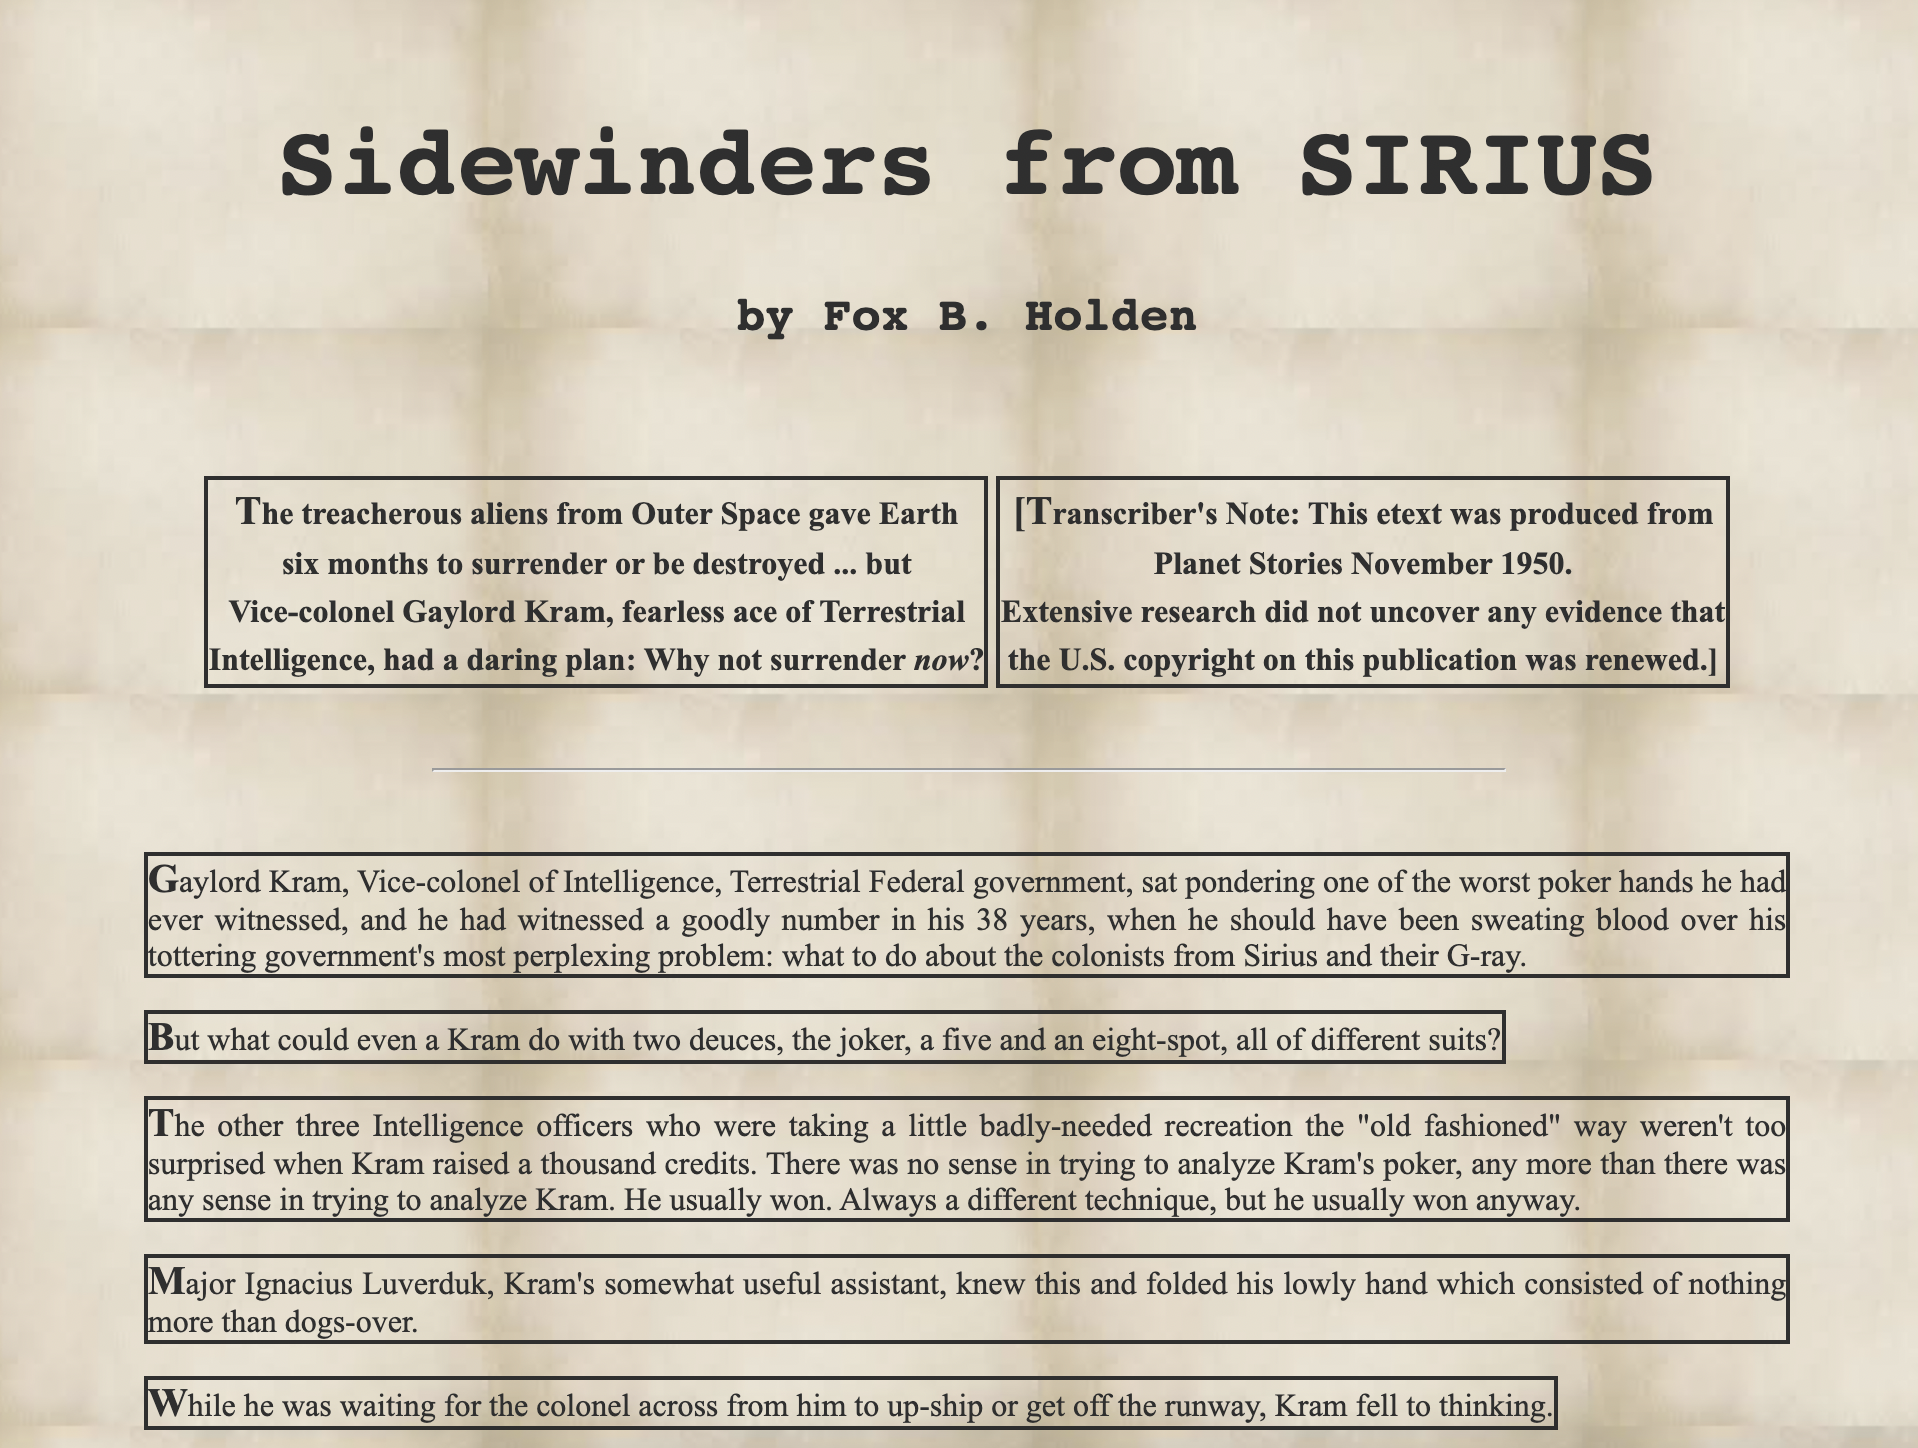 Sidewinders from SIRIUS
by Fox B. Holden
The treacherous aliens from Outer Space gave Earth
six months to surrender or be destroyed ... but
Vice-colonel Gaylord Kram, fearless ace of Terrestrial
Intelligence, had a daring plan: Why not surrender now?
[Transcriber's Note: This etext was produced from
Planet Stories November 1950.
Extensive research did not uncover any evidence that
the U.S. copyright on this publication was renewed.]
Gaylord Kram, Vice-colonel of Intelligence, Terrestrial Federal government, sat pondering one of the worst poker hands he had
ever witnessed, and he had witnessed a goodly number in his 38 years, when he should have been sweating blood over his
tottering government's most perplexing problem: what to do about the colonists from Sirius and their G-ray.
But what could even a Kram do with two deuces, the joker, a five and an eight-spot, all of different suits?
The other three Intelligence officers who were taking a little badly-needed recreation the "old fashioned" way weren't too
surprised when Kram raised a thousand credits. There was no sense in trying to analyze Kram's poker, any more than there was
any sense in trying to analyze Kram. He usually won. Always a different technique, but he usually won anyway.
Major Ignacius Luverduk, Kram's somewhat useful assistant, knew this and folded his lowly hand which consisted of nothing
more than dogs-over.
While he was waiting for the colonel across from him to up-ship or get off the runway, Kram fell to thinking.